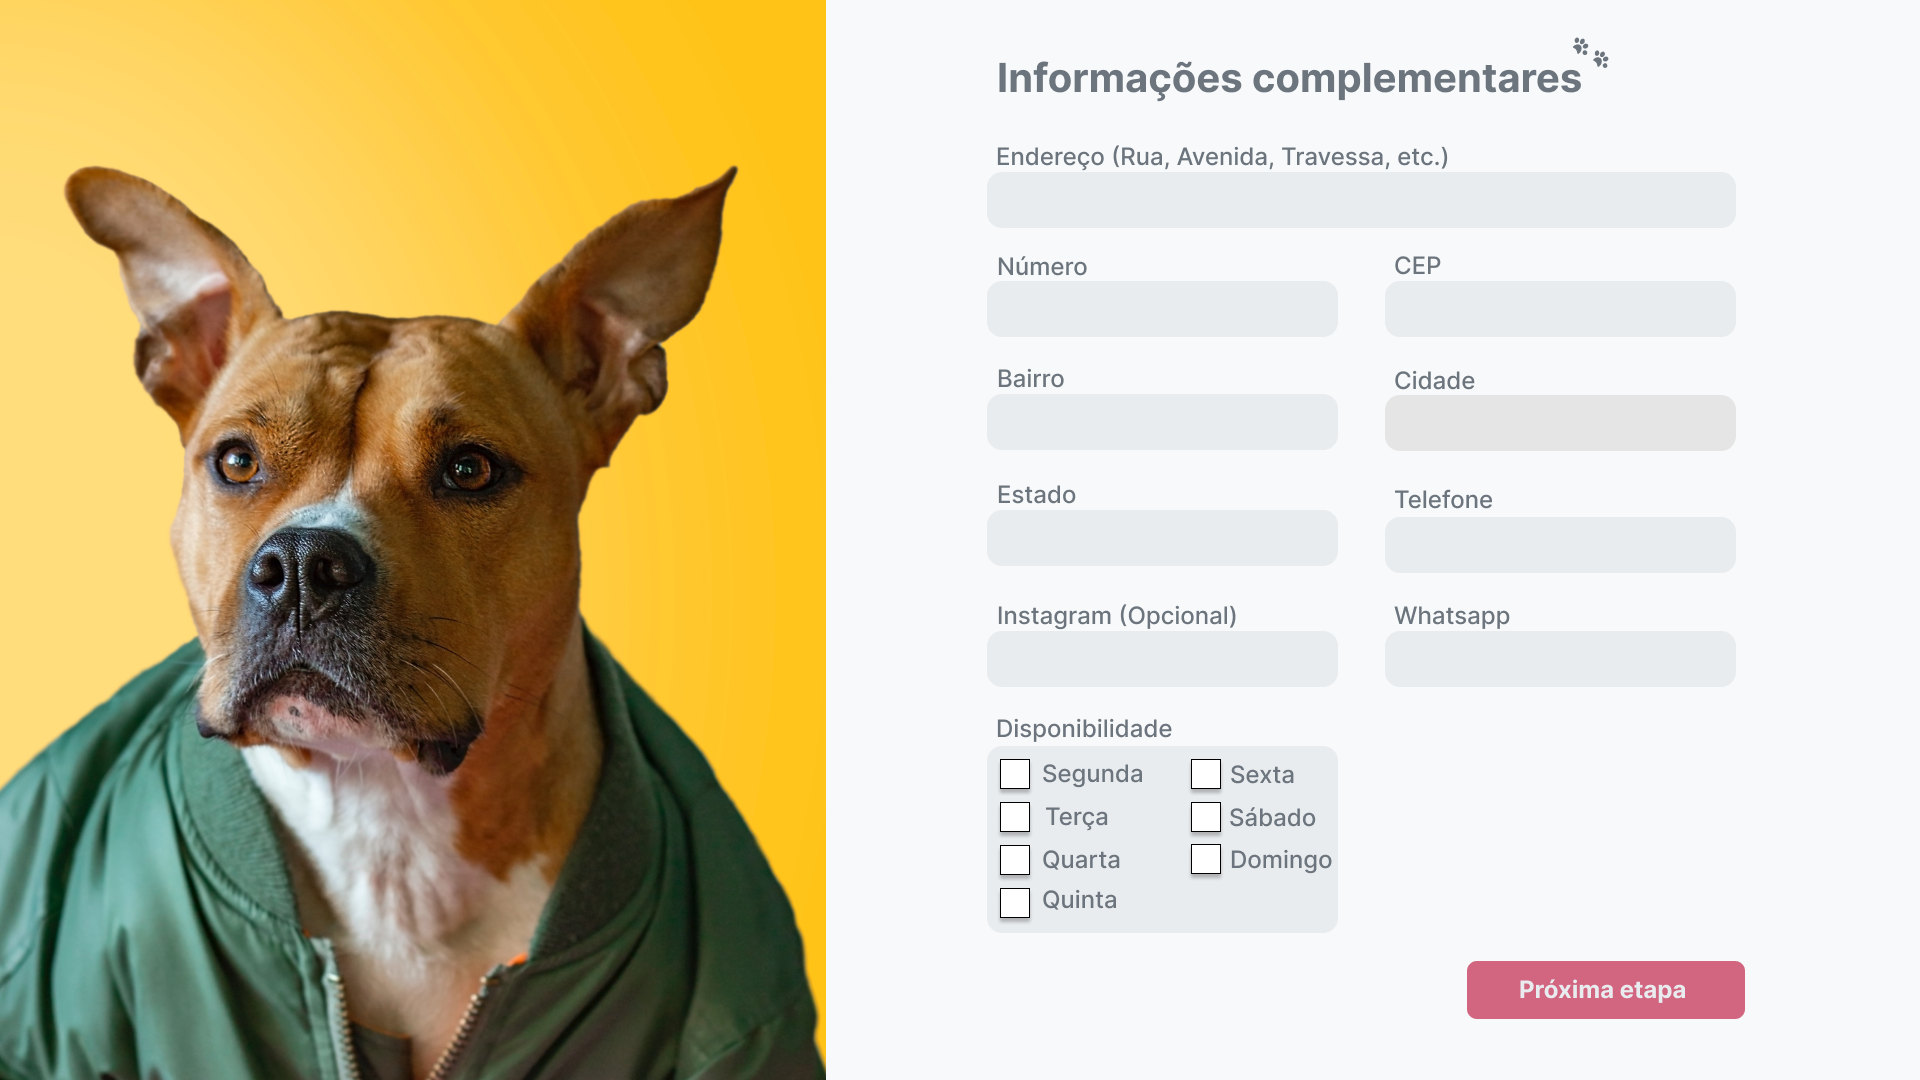 Informações complementares
Endereço (Rua, Avenida, Travessa, etc.)
Número
CEP
Bairro
Cidade
Estado
Telefone
Instagram (Opcional)
Whatsapp
Disponibilidade
Segunda
Sexta
Terça
Sábado
Quarta
Domingo
Quinta
Próxima etapa